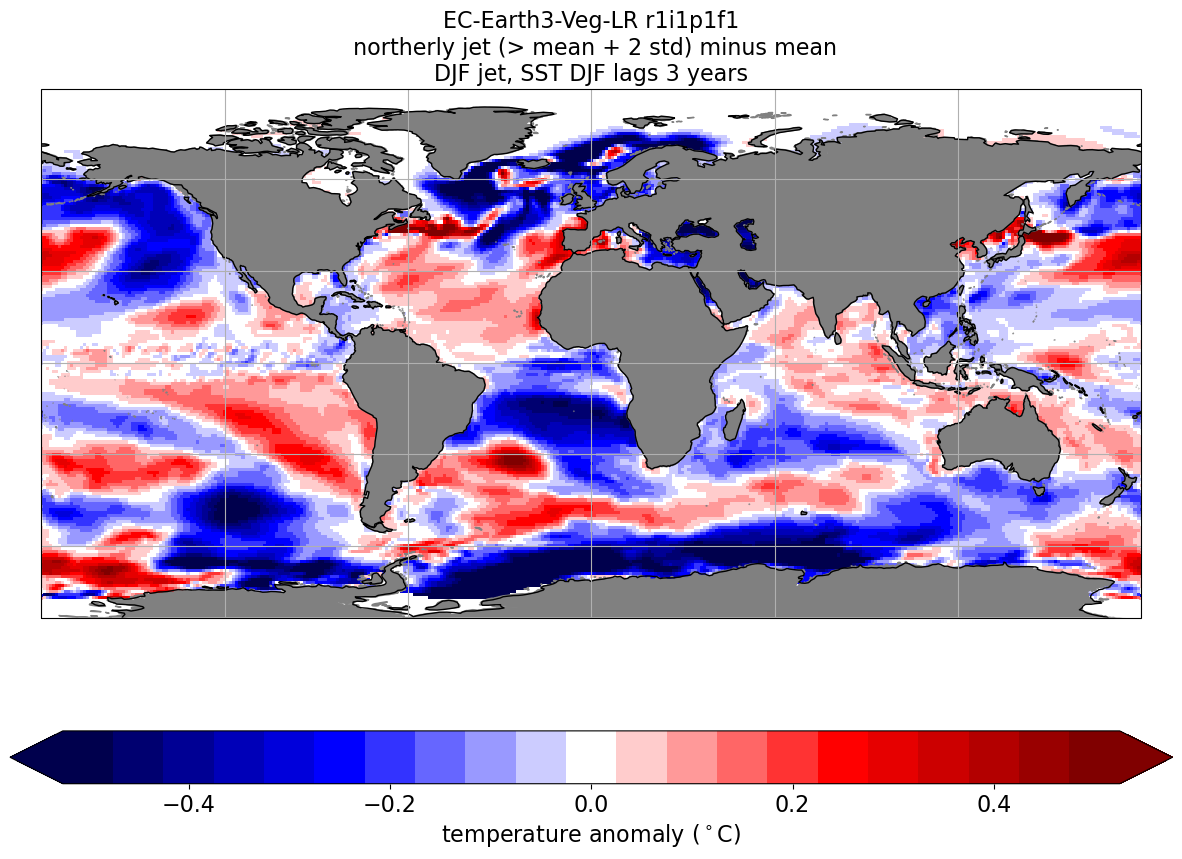 EC-Earth3-Veg-LR r1i1p1f1
northerly jet (> mean + 2 std) minus mean
DJF jet, SST DJF lags 3 years
−0.4 −0.2 0.0 0.2 0.4
temperature anomaly (°C)